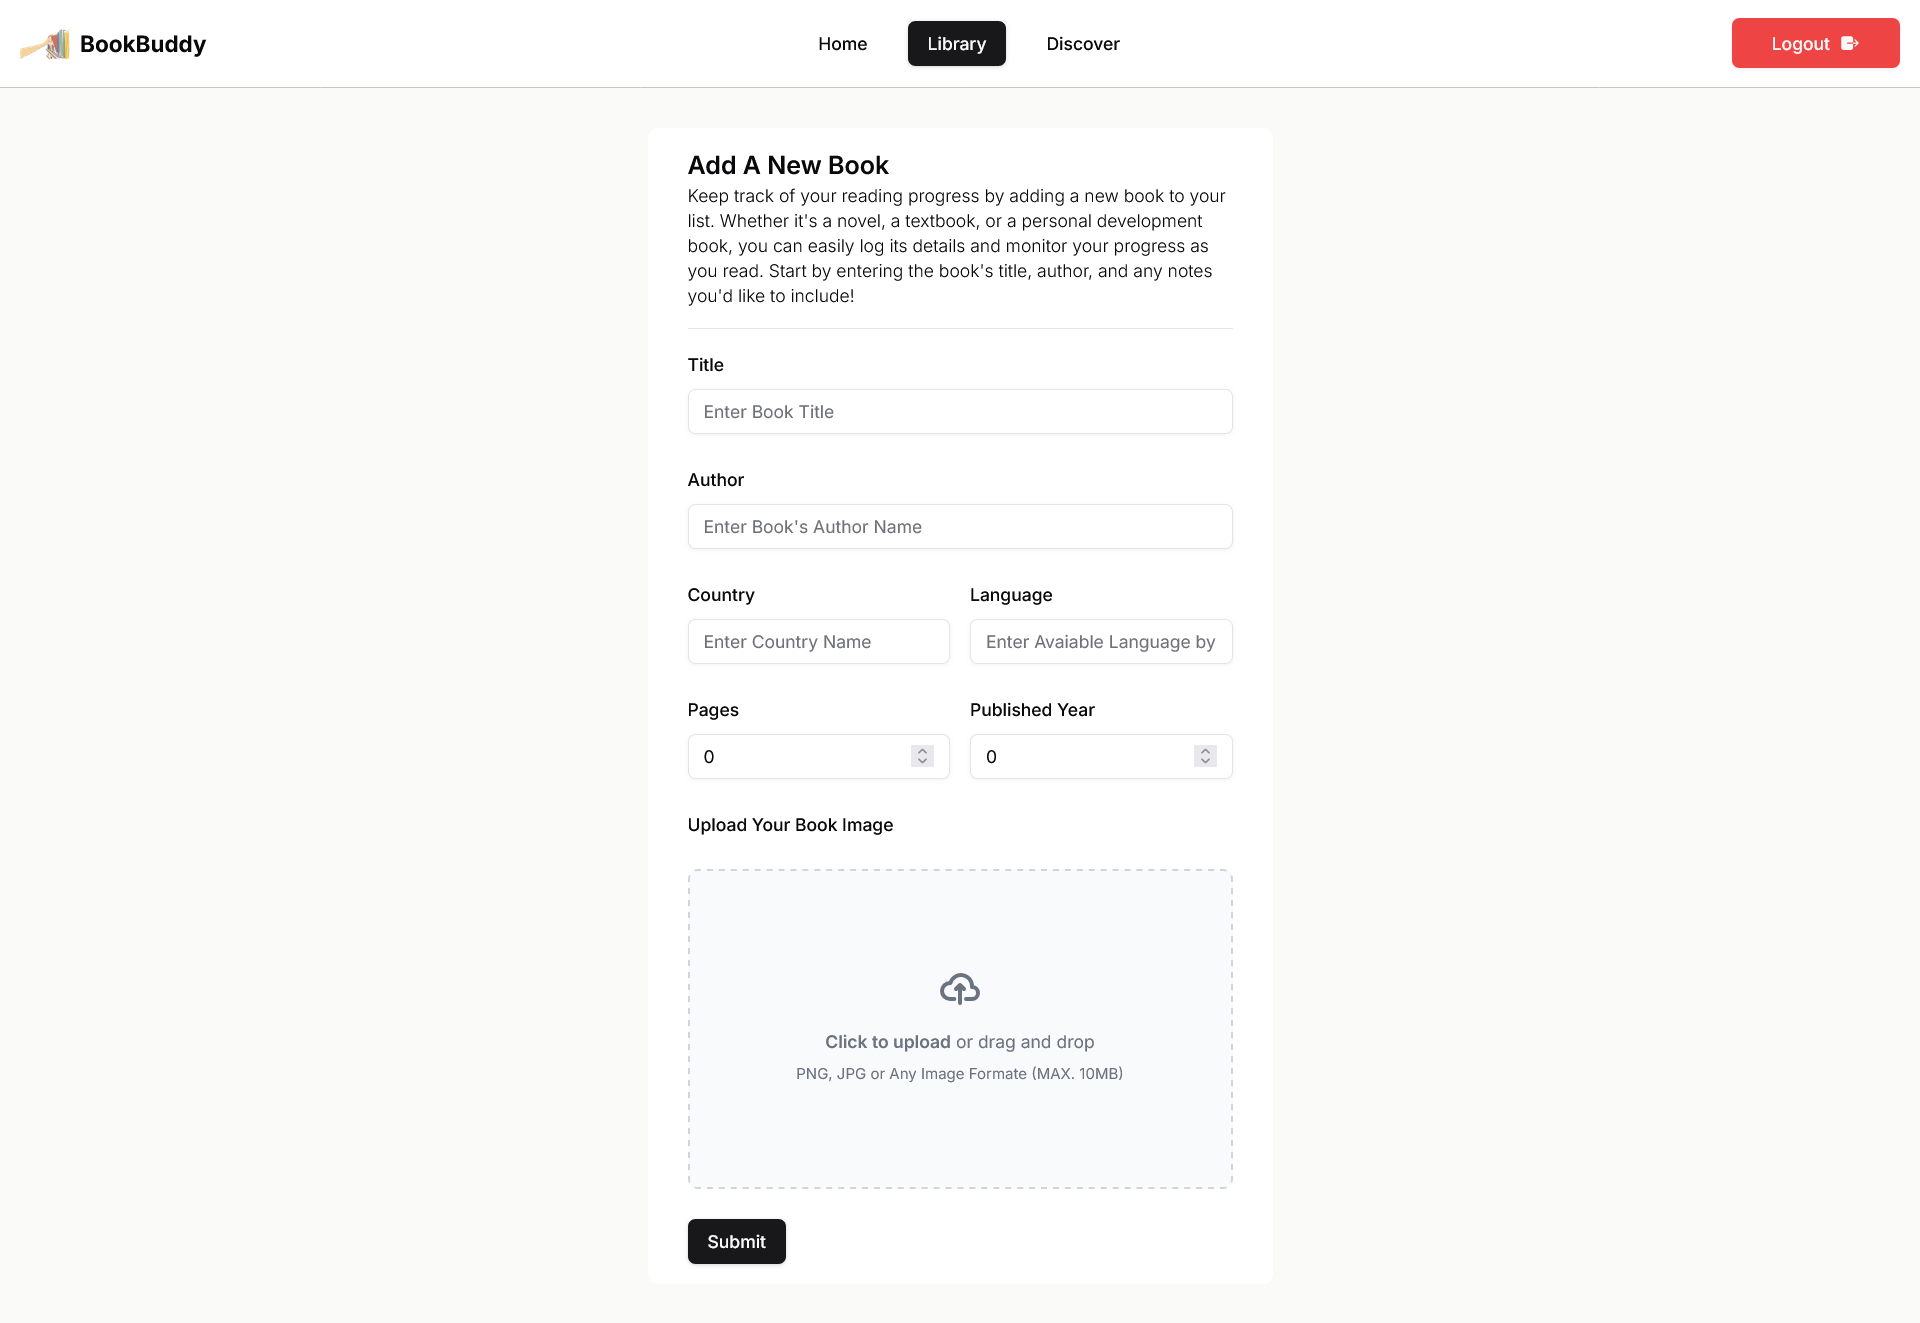 BookBuddy
Home
Library
Discover
Logout
Add A New Book
Keep track of your reading progress by adding a new book to your
list. Whether it's a novel, a textbook, or a personal development
book, you can easily log its details and monitor your progress as
you read. Start by entering the book's title, author, and any notes
you'd like to include!
Title
Enter Book Title
Author
Enter Book's Author Name
Country
Language
Enter Country Name
Enter Avaiable Language by
Pages
Published Year
0
0
Upload Your Book Image
Click to upload or drag and drop
PNG, JPG or Any Image Formate (MAX. 10MB)
Submit